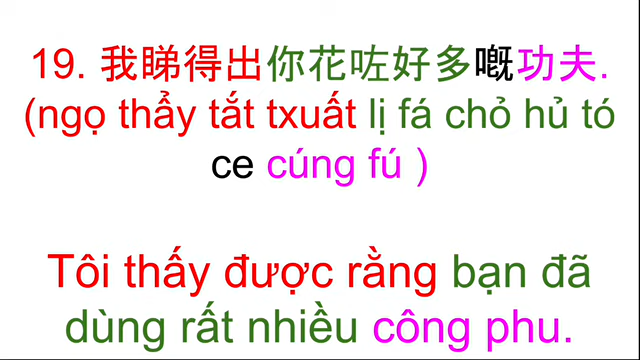 19. 我睇得出你花咗好多嘅功夫.
(ngọ thẩy tắt txuất lị fá chỏ hủ tó
ce cúng fú )
Tôi thấy được rằng bạn đã
dùng rất nhiều công phu.